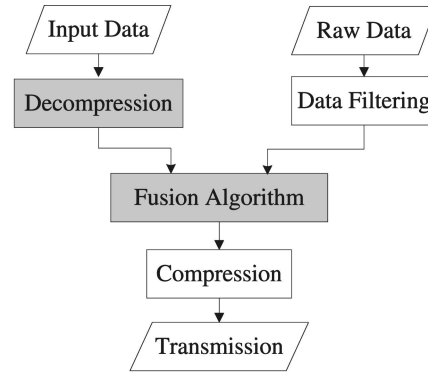 Input Data
Raw Data
Decompression
Data Filtering
Fusion Algorithm
Compression
Transmission